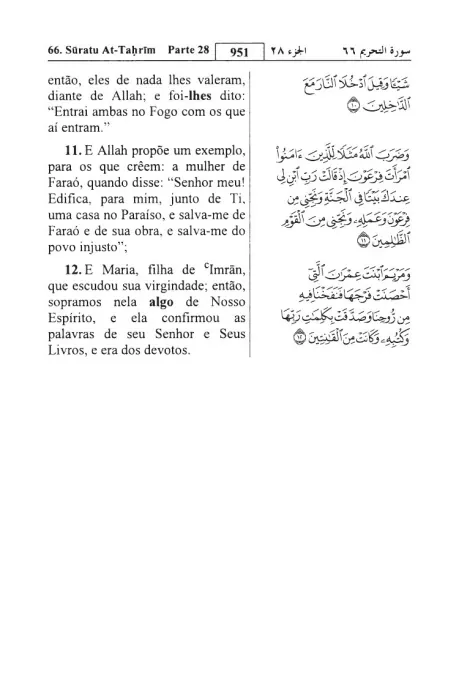 66. Sūratu At-Taḥrīm Parte 28 951 الجزء ٢٨ سورة التحريم ٦٦
então, eles de nada lhes valeram,
diante de Allah; e foi-lhes dito:
“Entrai ambas no Fogo com os que
aí entram.”
11. E Allah propõe um exemplo,
para os que crêem: a mulher de
Faraó, quando disse: “Senhor meu!
Edifica, para mim, junto de Ti,
uma casa no Paraíso, e salva-me de
Faraó e de sua obra, e salva-me do
povo injusto”;
12. E Maria, filha de ᶜImrān,
que escudou sua virgindade; então,
sopramos nela algo de Nosso
Espírito, e ela confirmou as
palavras de seu Senhor e Seus
Livros, e era dos devotos.
شَيْـًٔا وَقِيلَ ٱدْخُلَا ٱلنَّارَ مَعَ
ٱلدَّٰخِلِينَ ۝١٠
وَضَرَبَ ٱللَّهُ مَثَلًا لِّلَّذِينَ ءَامَنُوا۟
ٱمْرَأَتَ فِرْعَوْنَ إِذْ قَالَتْ رَبِّ ٱبْنِ لِى
عِندَكَ بَيْتًا فِى ٱلْجَنَّةِ وَنَجِّنِى مِن
فِرْعَوْنَ وَعَمَلِهِۦ وَنَجِّنِى مِنَ ٱلْقَوْمِ
ٱلظَّٰلِمِينَ ۝١١
وَمَرْيَمَ ٱبْنَتَ عِمْرَٰنَ ٱلَّتِىٓ
أَحْصَنَتْ فَرْجَهَا فَنَفَخْنَا فِيهِ
مِن رُّوحِنَا وَصَدَّقَتْ بِكَلِمَٰتِ رَبِّهَا
وَكُتُبِهِۦ وَكَانَتْ مِنَ ٱلْقَٰنِتِينَ ۝١٢